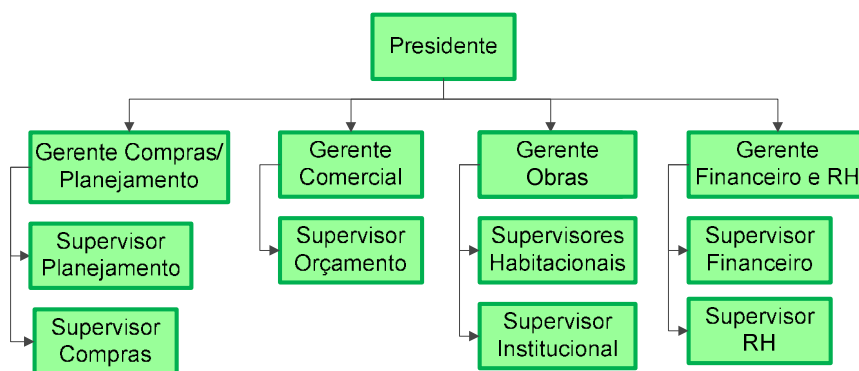 Presidente
Gerente Compras/
Planejamento
Gerente
Comercial
Gerente
Obras
Gerente
Financeiro e RH
Supervisor
Planejamento
Supervisor
Orçamento
Supervisores
Habitacionais
Supervisor
Financeiro
Supervisor
Compras
Supervisor
Institucional
Supervisor
RH